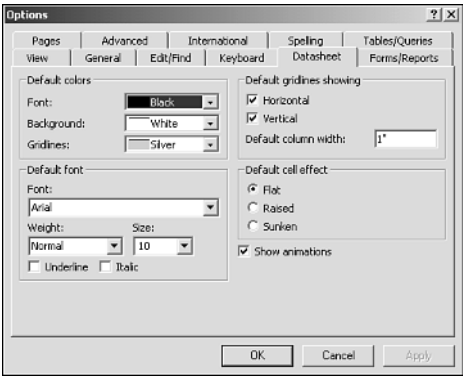 Options
Pages Advanced International Spelling Tables/Queries
View General Edit/Find Keyboard Datasheet Forms/Reports
Default colors
Font: Black
Background: White
Gridlines: Silver
Default gridlines showing
Horizontal
Vertical
Default column width: 1"
Default font
Font:
Arial
Weight: Size:
Normal 10
Underline Italic
Default cell effect
Flat
Raised
Sunken
Show animations
OK Cancel Apply